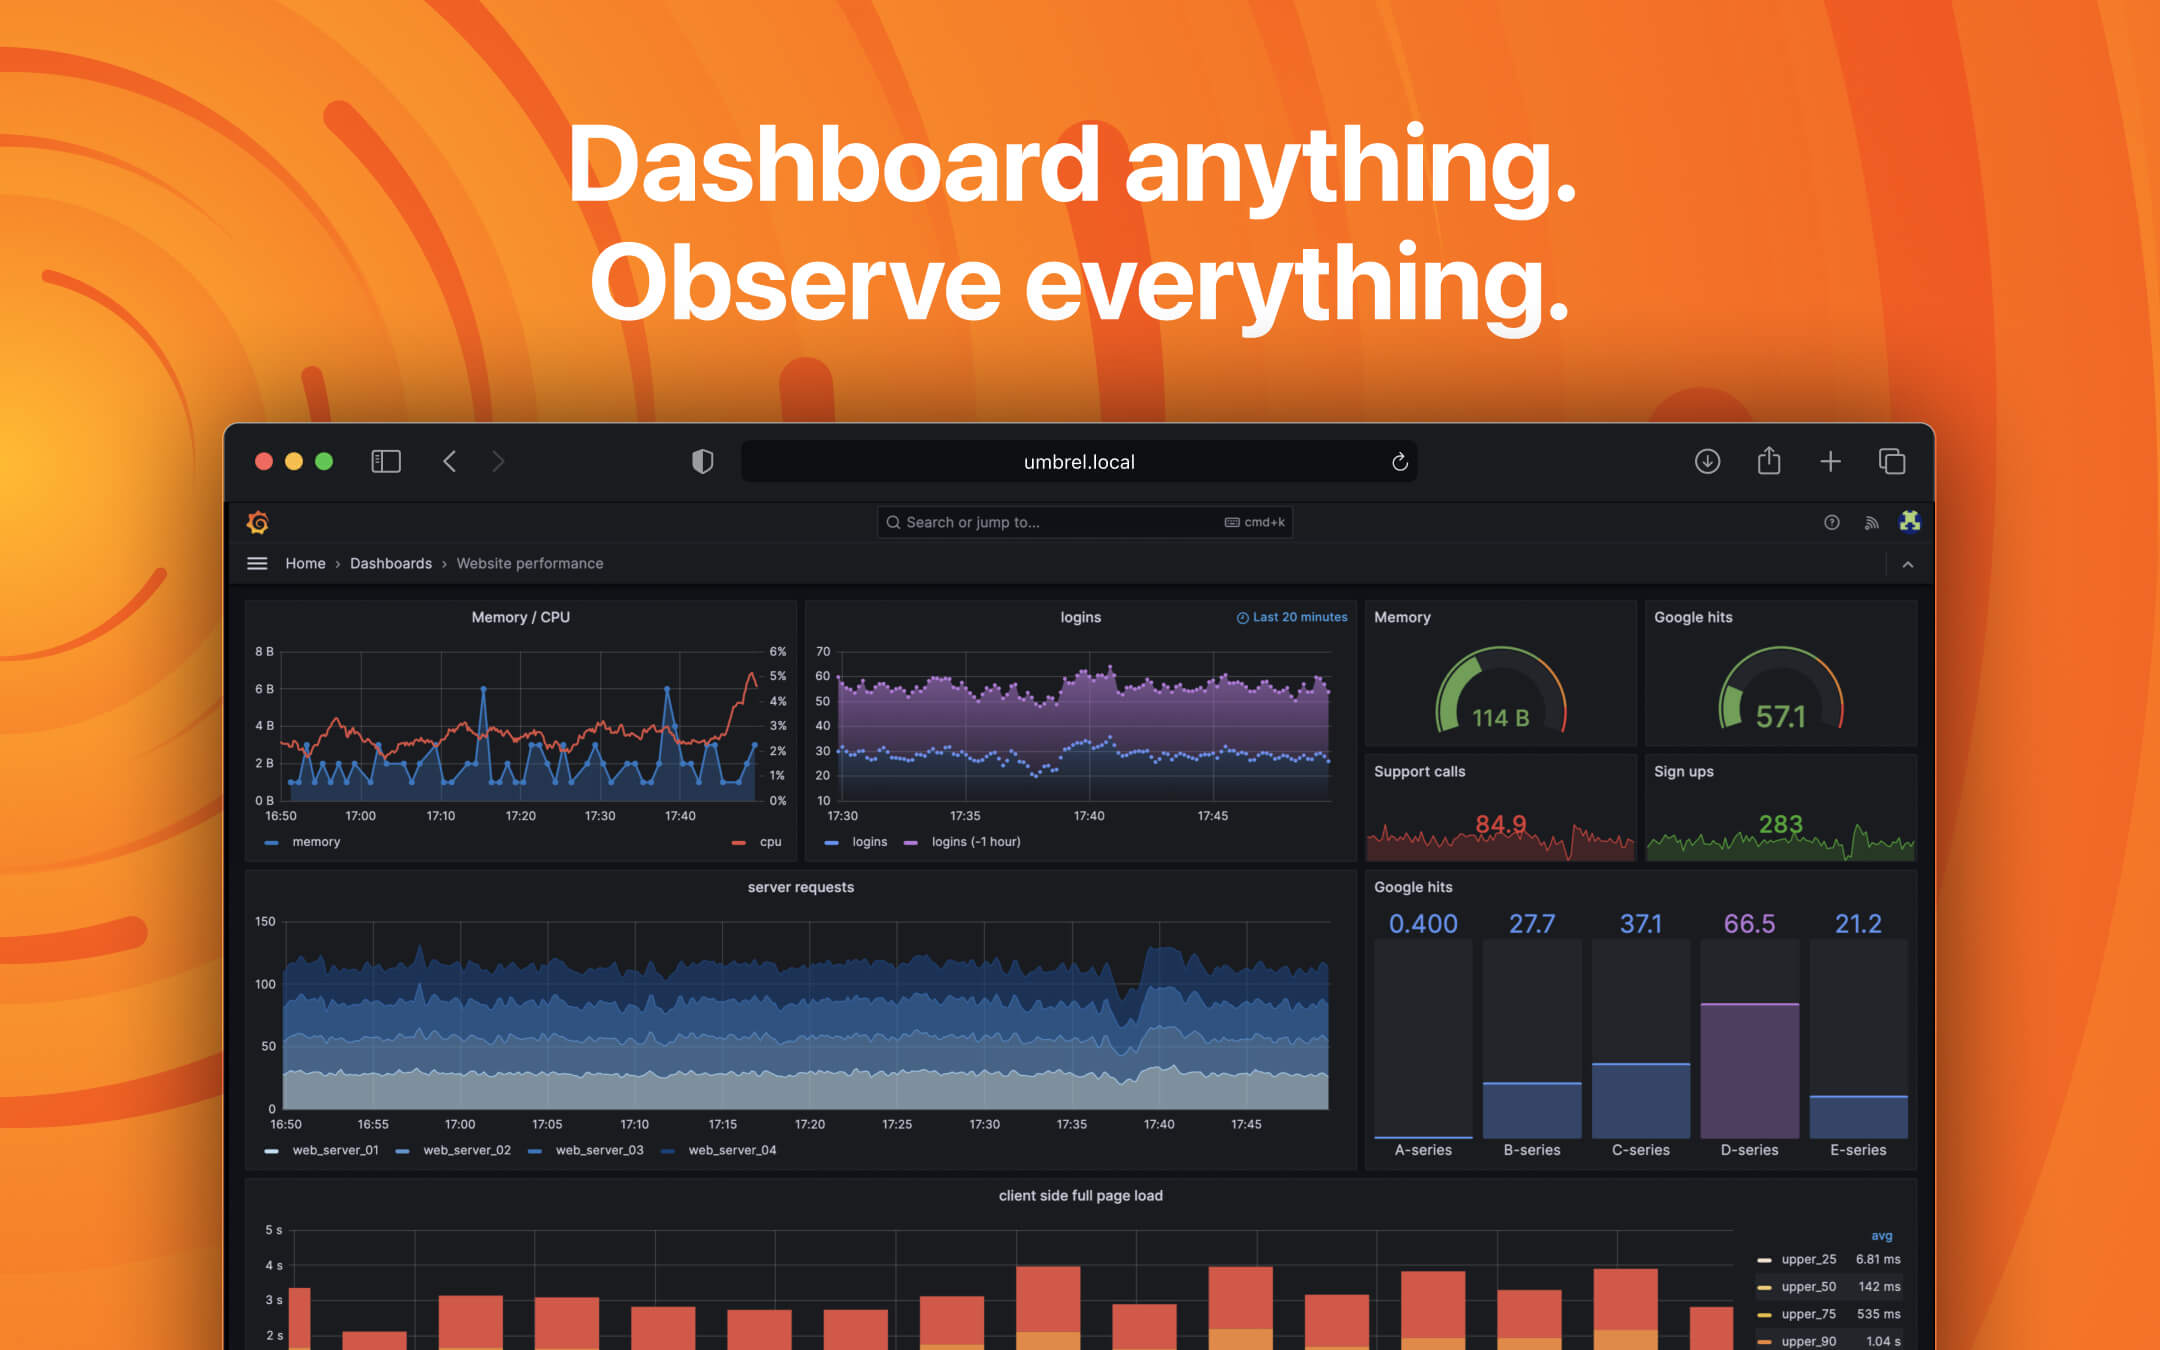 Dashboard anything.
Observe everything.
umbrel.local
Search or jump to...
cmd+k
Home › Dashboards › Website performance
Memory / CPU
8 B
6 B
4 B
2 B
0 B
6%
5%
4%
3%
2%
1%
0%
16:50 17:00 17:10 17:20 17:30 17:40
memory
cpu
logins
Last 20 minutes
70
60
50
40
30
20
10
17:30 17:35 17:40 17:45
logins logins (-1 hour)
Memory
114 B
Google hits
57.1
Support calls
84.9
Sign ups
283
server requests
150
100
50
0
16:50 16:55 17:00 17:05 17:10 17:15 17:20 17:25 17:30 17:35 17:40 17:45
web_server_01 web_server_02 web_server_03 web_server_04
Google hits
0.400 27.7 37.1 66.5 21.2
A-series B-series C-series D-series E-series
client side full page load
5 s
4 s
3 s
2 s
avg
upper_25 6.81 ms
upper_50 142 ms
upper_75 535 ms
upper_90 1.04 s